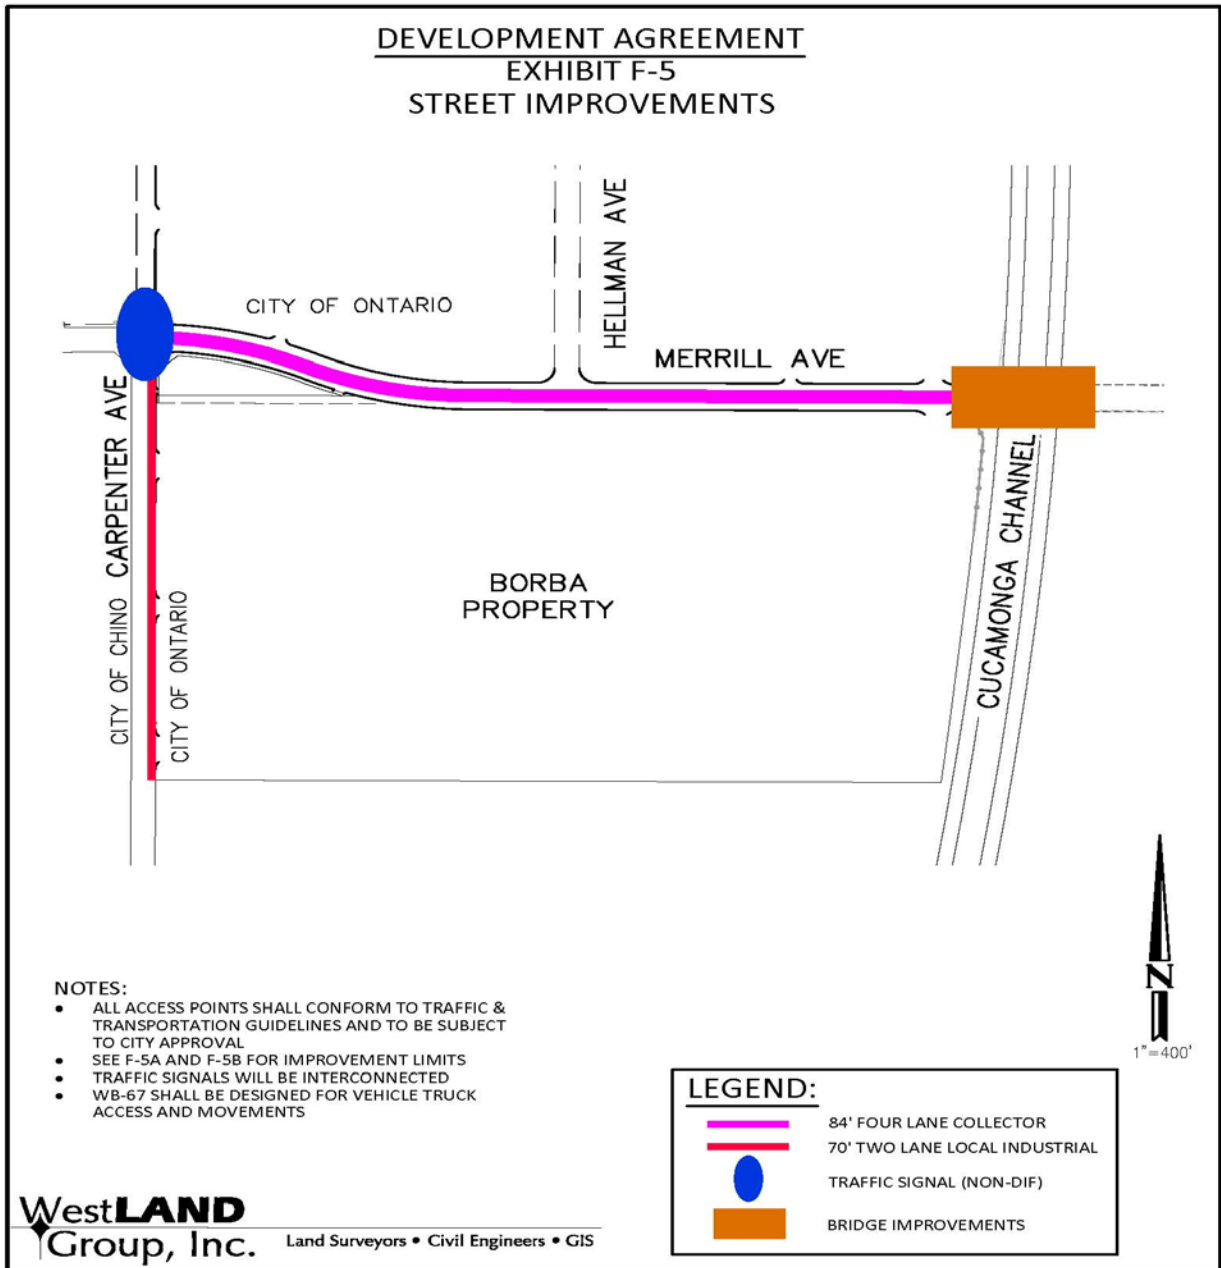 DEVELOPMENT AGREEMENT
EXHIBIT F-5
STREET IMPROVEMENTS
HELLMAN AVE
CITY OF ONTARIO
MERRILL AVE
CARPENTER AVE
CITY OF CHINO
CITY OF ONTARIO
BORBA
PROPERTY
CUCAMONGA CHANNEL
N
1"=400'
NOTES:
• ALL ACCESS POINTS SHALL CONFORM TO TRAFFIC &
TRANSPORTATION GUIDELINES AND TO BE SUBJECT
TO CITY APPROVAL
• SEE F-5A AND F-5B FOR IMPROVEMENT LIMITS
• TRAFFIC SIGNALS WILL BE INTERCONNECTED
• WB-67 SHALL BE DESIGNED FOR VEHICLE TRUCK
ACCESS AND MOVEMENTS
LEGEND:
84' FOUR LANE COLLECTOR
70' TWO LANE LOCAL INDUSTRIAL
TRAFFIC SIGNAL (NON-DIF)
BRIDGE IMPROVEMENTS
WestLAND
Group, Inc.
Land Surveyors • Civil Engineers • GIS